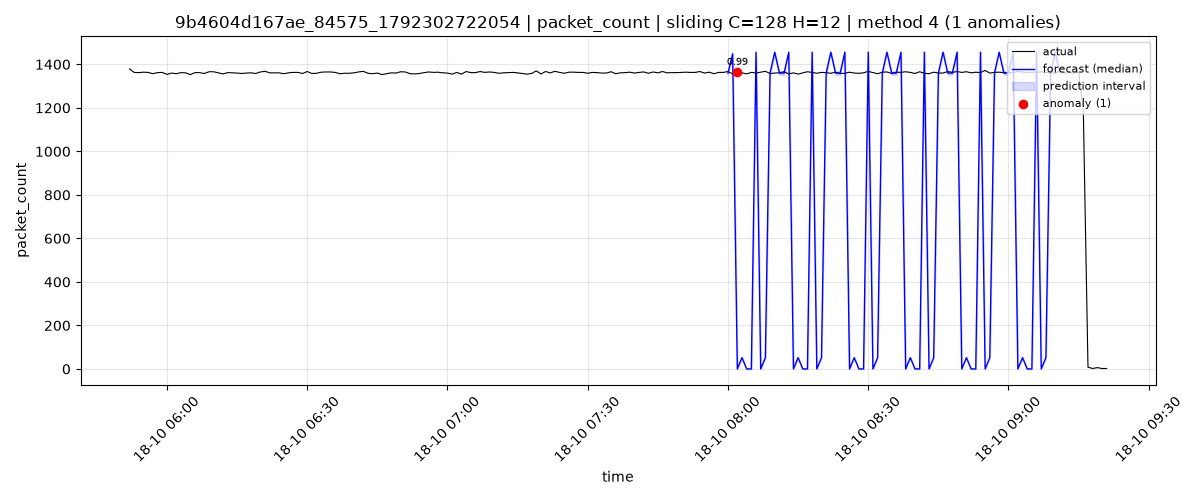 9b4604d167ae_84575_1792302722054 | packet_count | sliding C=128 H=12 | method 4 (1 anomalies)
packet_count
1400
1200
1000
800
600
400
200
0
0.99
actual
forecast (median)
prediction interval
anomaly (1)
18-10 06:00
18-10 06:30
18-10 07:00
18-10 07:30
18-10 08:00
18-10 08:30
18-10 09:00
18-10 09:30
time